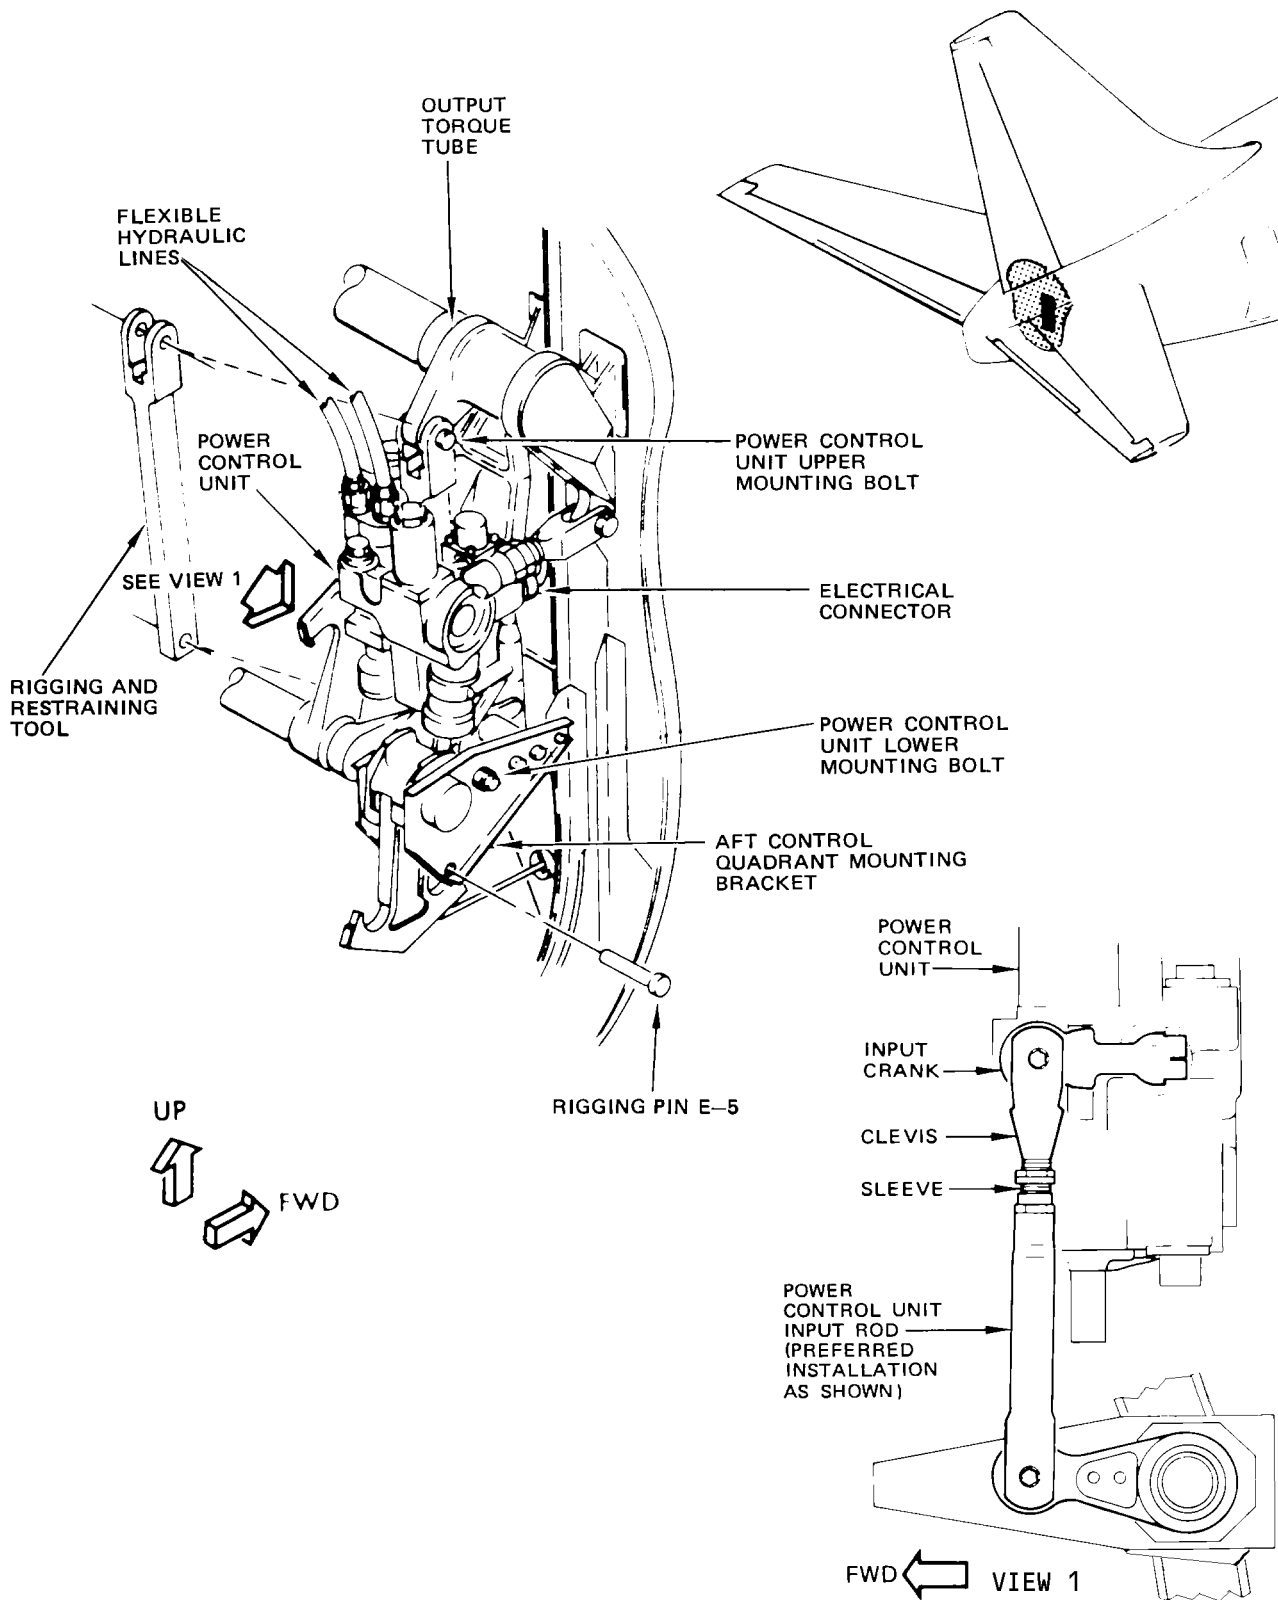 OUTPUT
TORQUE
TUBE
FLEXIBLE
HYDRAULIC
LINES
POWER
CONTROL
UNIT
POWER CONTROL
UNIT UPPER
MOUNTING BOLT
SEE VIEW 1
ELECTRICAL
CONNECTOR
RIGGING AND
RESTRAINING
TOOL
POWER CONTROL
UNIT LOWER
MOUNTING BOLT
AFT CONTROL
QUADRANT MOUNTING
BRACKET
RIGGING PIN E-5
UP
FWD
POWER
CONTROL
UNIT
INPUT
CRANK
CLEVIS
SLEEVE
POWER
CONTROL UNIT
INPUT ROD
(PREFERRED
INSTALLATION
AS SHOWN)
FWD
VIEW 1